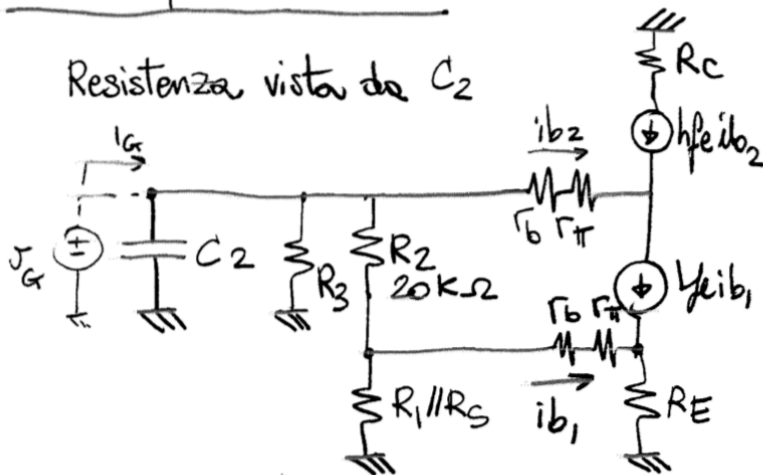 Resistenza vista da C2
RC
iG
ib2
hfeib2
rb rπ
vG
C2
R3
R2
20KΩ
hfeib1
rb rπ
R1//RS
ib1
RE